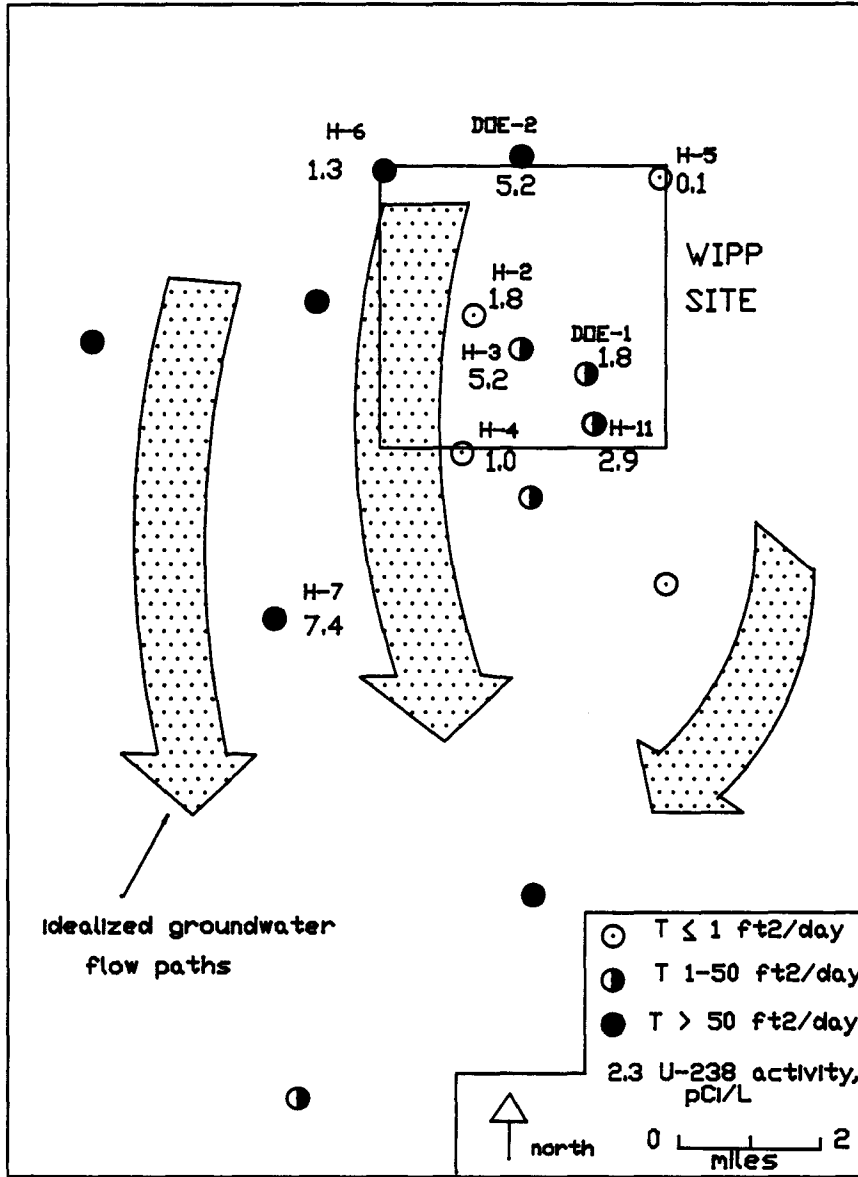 H-6
1.3
DOE-2
5.2
H-5
0.1
WIPP
SITE
H-2
1.8
H-3
5.2
DOE-1
1.8
H-4
1.0
H-11
2.9
H-7
7.4
idealized groundwater
flow paths
T ≤ 1 ft2/day
T 1-50 ft2/day
T > 50 ft2/day
2.3 U-238 activity,
pCi/L
north
0 2
miles